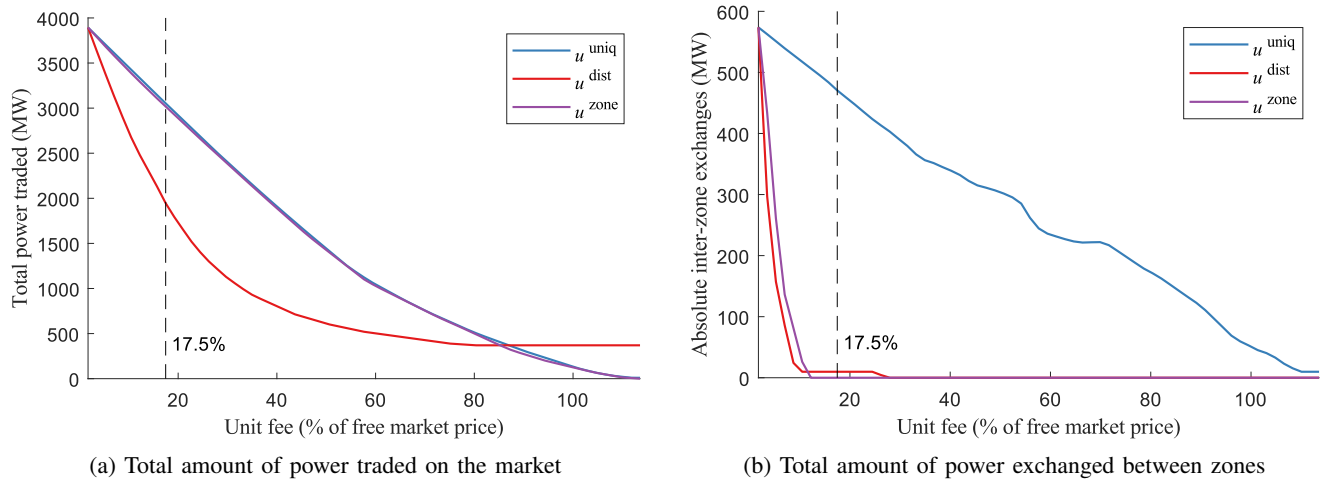 4000
3500
3000
2500
2000
1500
1000
500
0
Total power traded (MW)
u uniq
u dist
u zone
17.5%
20
40
60
80
100
Unit fee (% of free market price)
(a) Total amount of power traded on the market
600
500
400
300
200
100
0
Absolute inter-zone exchanges (MW)
u uniq
u dist
u zone
17.5%
20
40
60
80
100
Unit fee (% of free market price)
(b) Total amount of power exchanged between zones